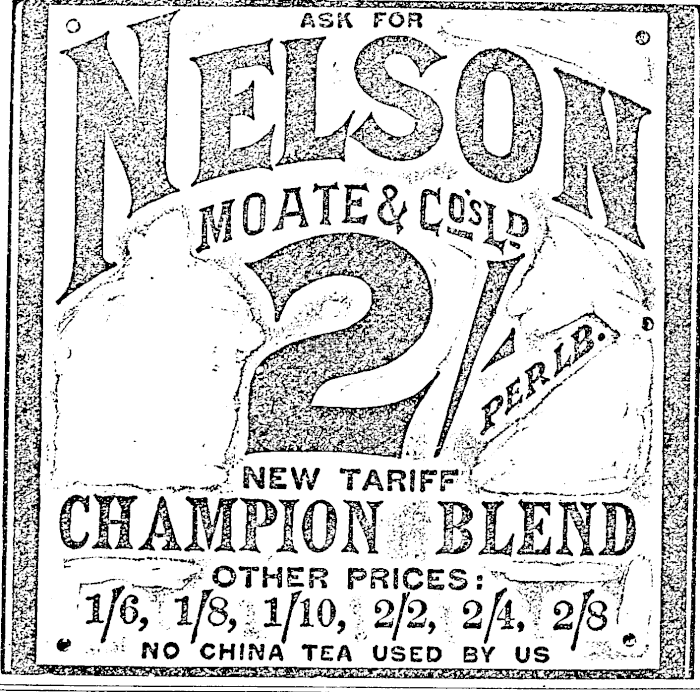 ASK FOR
NELSON
MOATE & CO'S LD
2/-
PER LB.
NEW TARIFF
CHAMPION BLEND
OTHER PRICES:
1/6, 1/8, 1/10, 2/2, 2/4, 2/8
NO CHINA TEA USED BY US